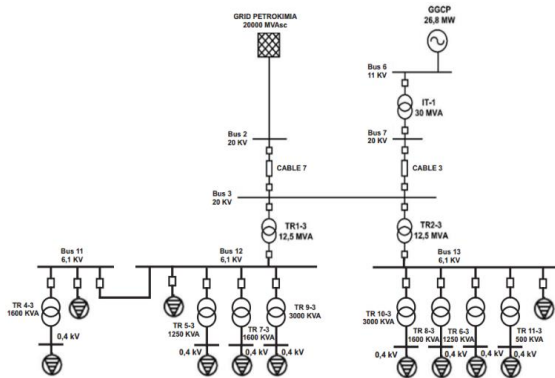 GRID PETROKIMIA
20000 MVAsc
GGCP
26,8 MW
Bus 6
11 KV
IT-1
30 MVA
Bus 2
20 KV
Bus 7
20 KV
CABLE 7
CABLE 3
Bus 3
20 KV
TR1-3
12,5 MVA
TR2-3
12,5 MVA
Bus 11
6,1 KV
Bus 12
6,1 KV
Bus 13
6,1 KV
TR 4-3
1600 KVA
TR 5-3
1250 KVA
TR 7-3
1600 KVA
TR 9-3
3000 KVA
TR 10-3
3000 KVA
TR 8-3
1600 KVA
TR 6-3
1250 KVA
TR 11-3
500 KVA
0,4 kV
0,4 kV
0,4 kV
0,4 kV
0,4 kV
0,4 kV
0,4 kV
0,4 kV